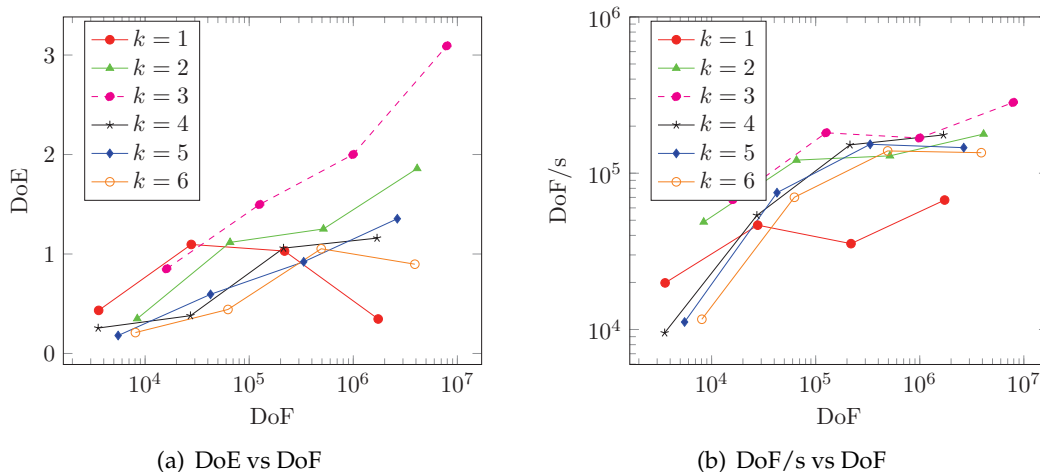 3
2
1
0
DoE
k = 1
k = 2
k = 3
k = 4
k = 5
k = 6
10^4 10^5 10^6 10^7
DoF
(a) DoE vs DoF
10^6
10^5
10^4
DoF/s
k = 1
k = 2
k = 3
k = 4
k = 5
k = 6
10^4 10^5 10^6 10^7
DoF
(b) DoF/s vs DoF